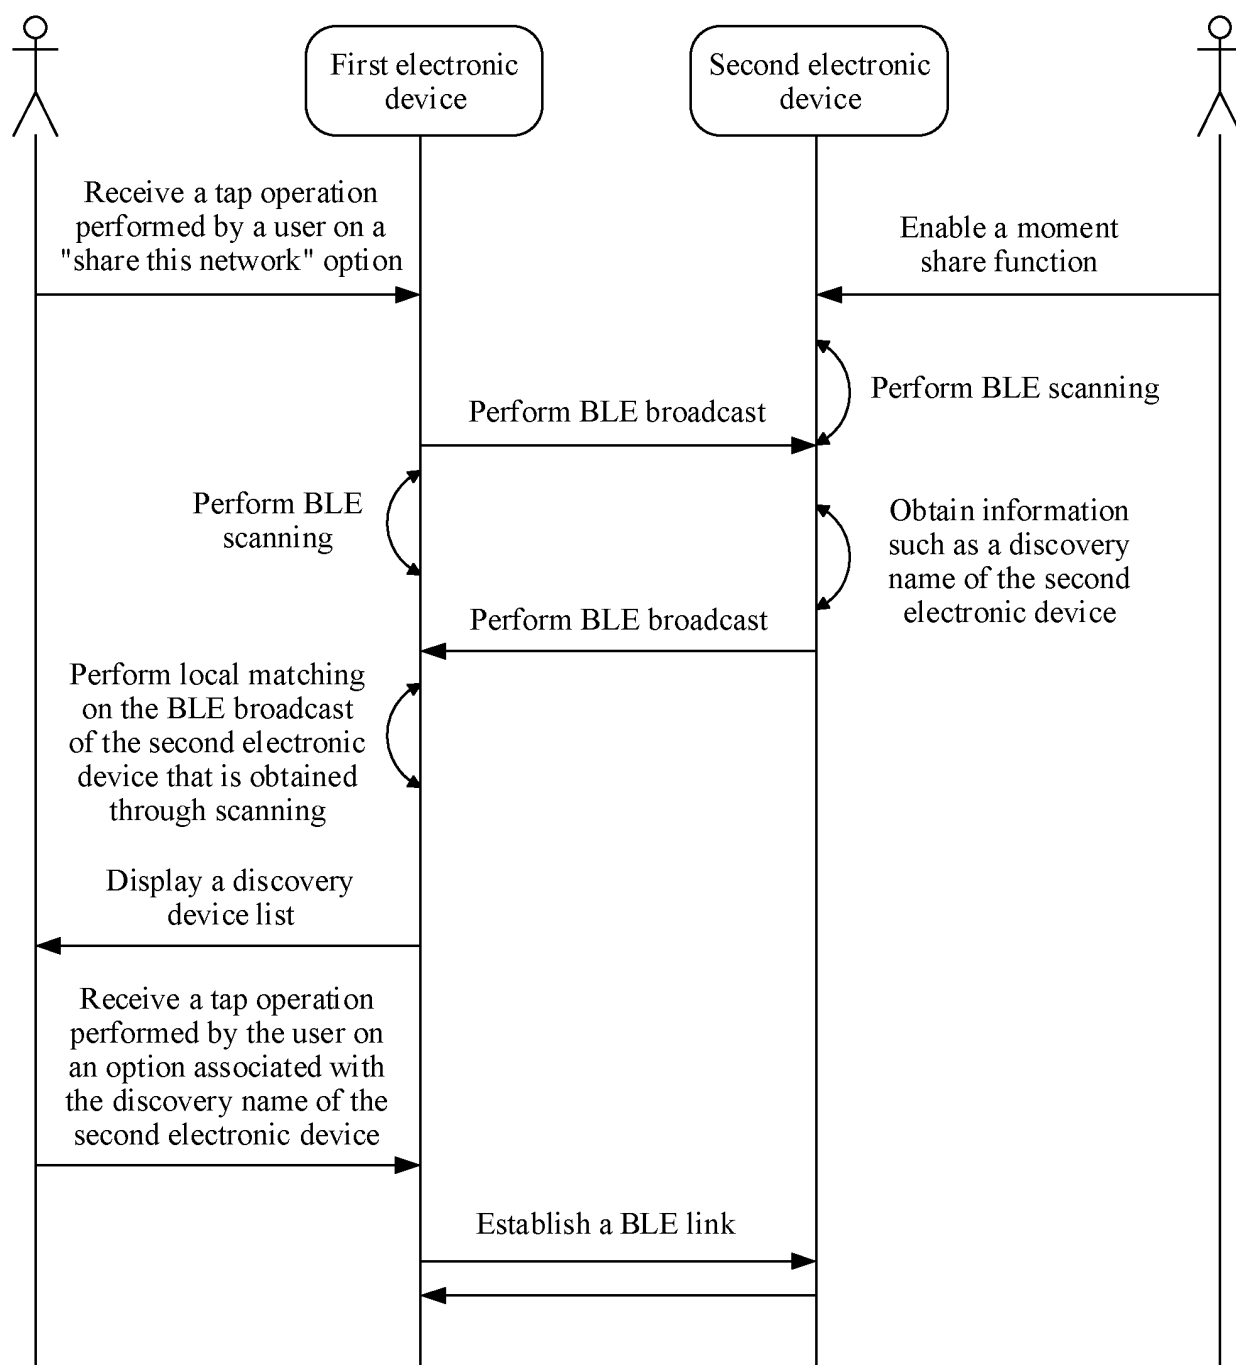 First electronic
device
Second electronic
device
Receive a tap operation
performed by a user on a
"share this network" option
Enable a moment
share function
Perform BLE scanning
Perform BLE broadcast
Perform BLE
scanning
Obtain information
such as a discovery
name of the second
electronic device
Perform BLE broadcast
Perform local matching
on the BLE broadcast
of the second electronic
device that is obtained
through scanning
Display a discovery
device list
Receive a tap operation
performed by the user on
an option associated with
the discovery name of the
second electronic device
Establish a BLE link